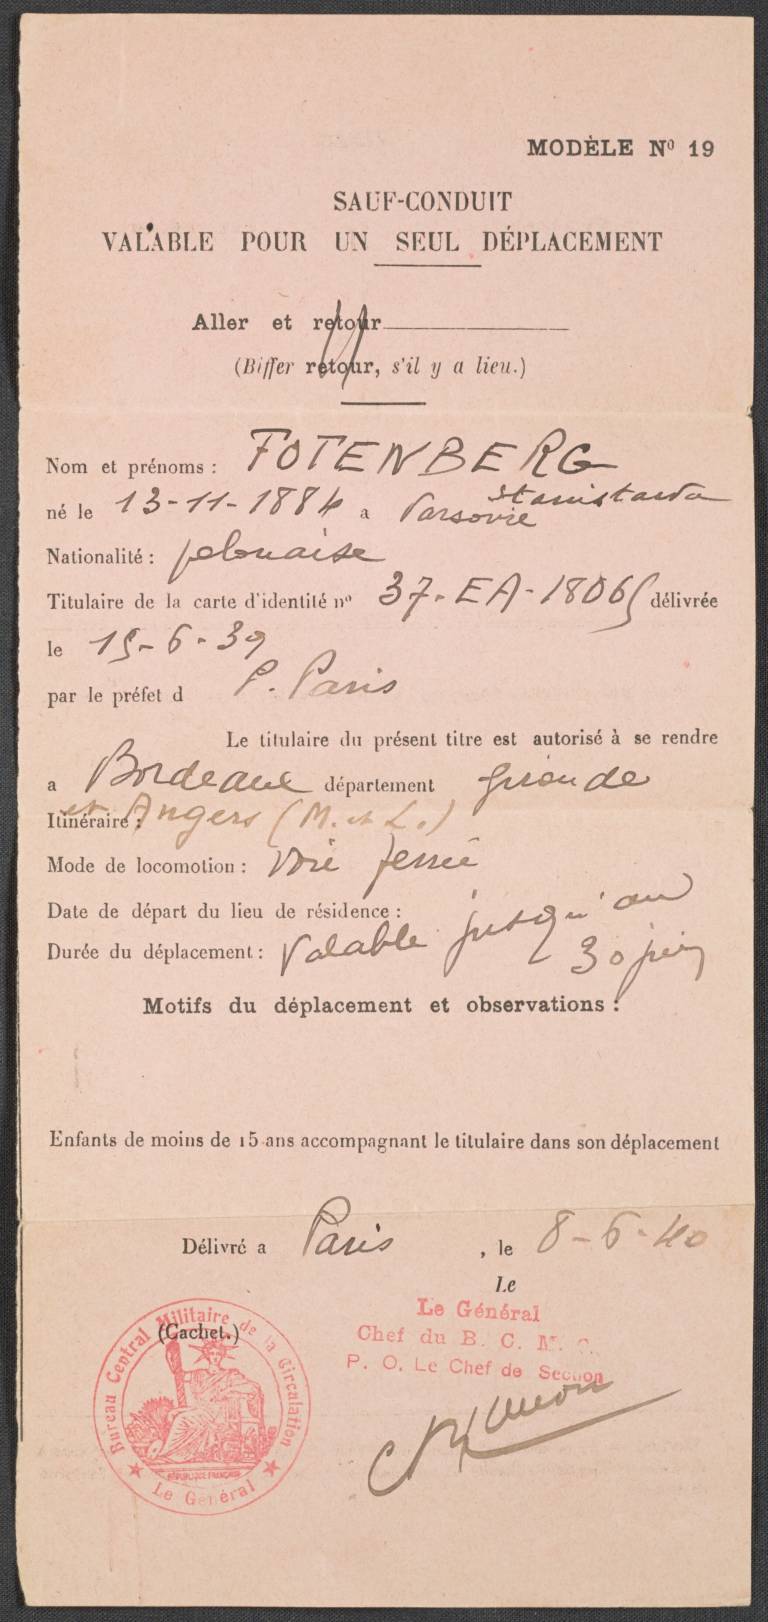 MODÈLE Nº 19
SAUF-CONDUIT
VALABLE POUR UN SEUL DÉPLACEMENT
Aller et retour
(Biffer retour, s'il y a lieu.)
Nom et prénoms : FOTENBERG
Stanistawa
né le 13-11-1884 a Varsovie
Nationalité : polonaise
Titulaire de la carte d'identité nº 37-EA-18065 délivrée
le 15-6-39
par le préfet d P. Paris
Le titulaire du présent titre est autorisé à se rendre
a Bordeaux département Gironde
et Angers (M. et L.)
Itinéraire :
Mode de locomotion : voie ferrée
Date de départ du lieu de résidence :
Durée du déplacement : Valable jusqu'au
30 juin
Motifs du déplacement et observations :
Enfants de moins de 15 ans accompagnant le titulaire dans son déplacement
Délivré a Paris, le 8-6-40
Le
Le Général
Chef du B. C. M. C.
P. O. Le Chef de Section
(Cachet.)
Bureau Central Militaire de la Circulation
RÉPUBLIQUE FRANÇAISE
Le Général